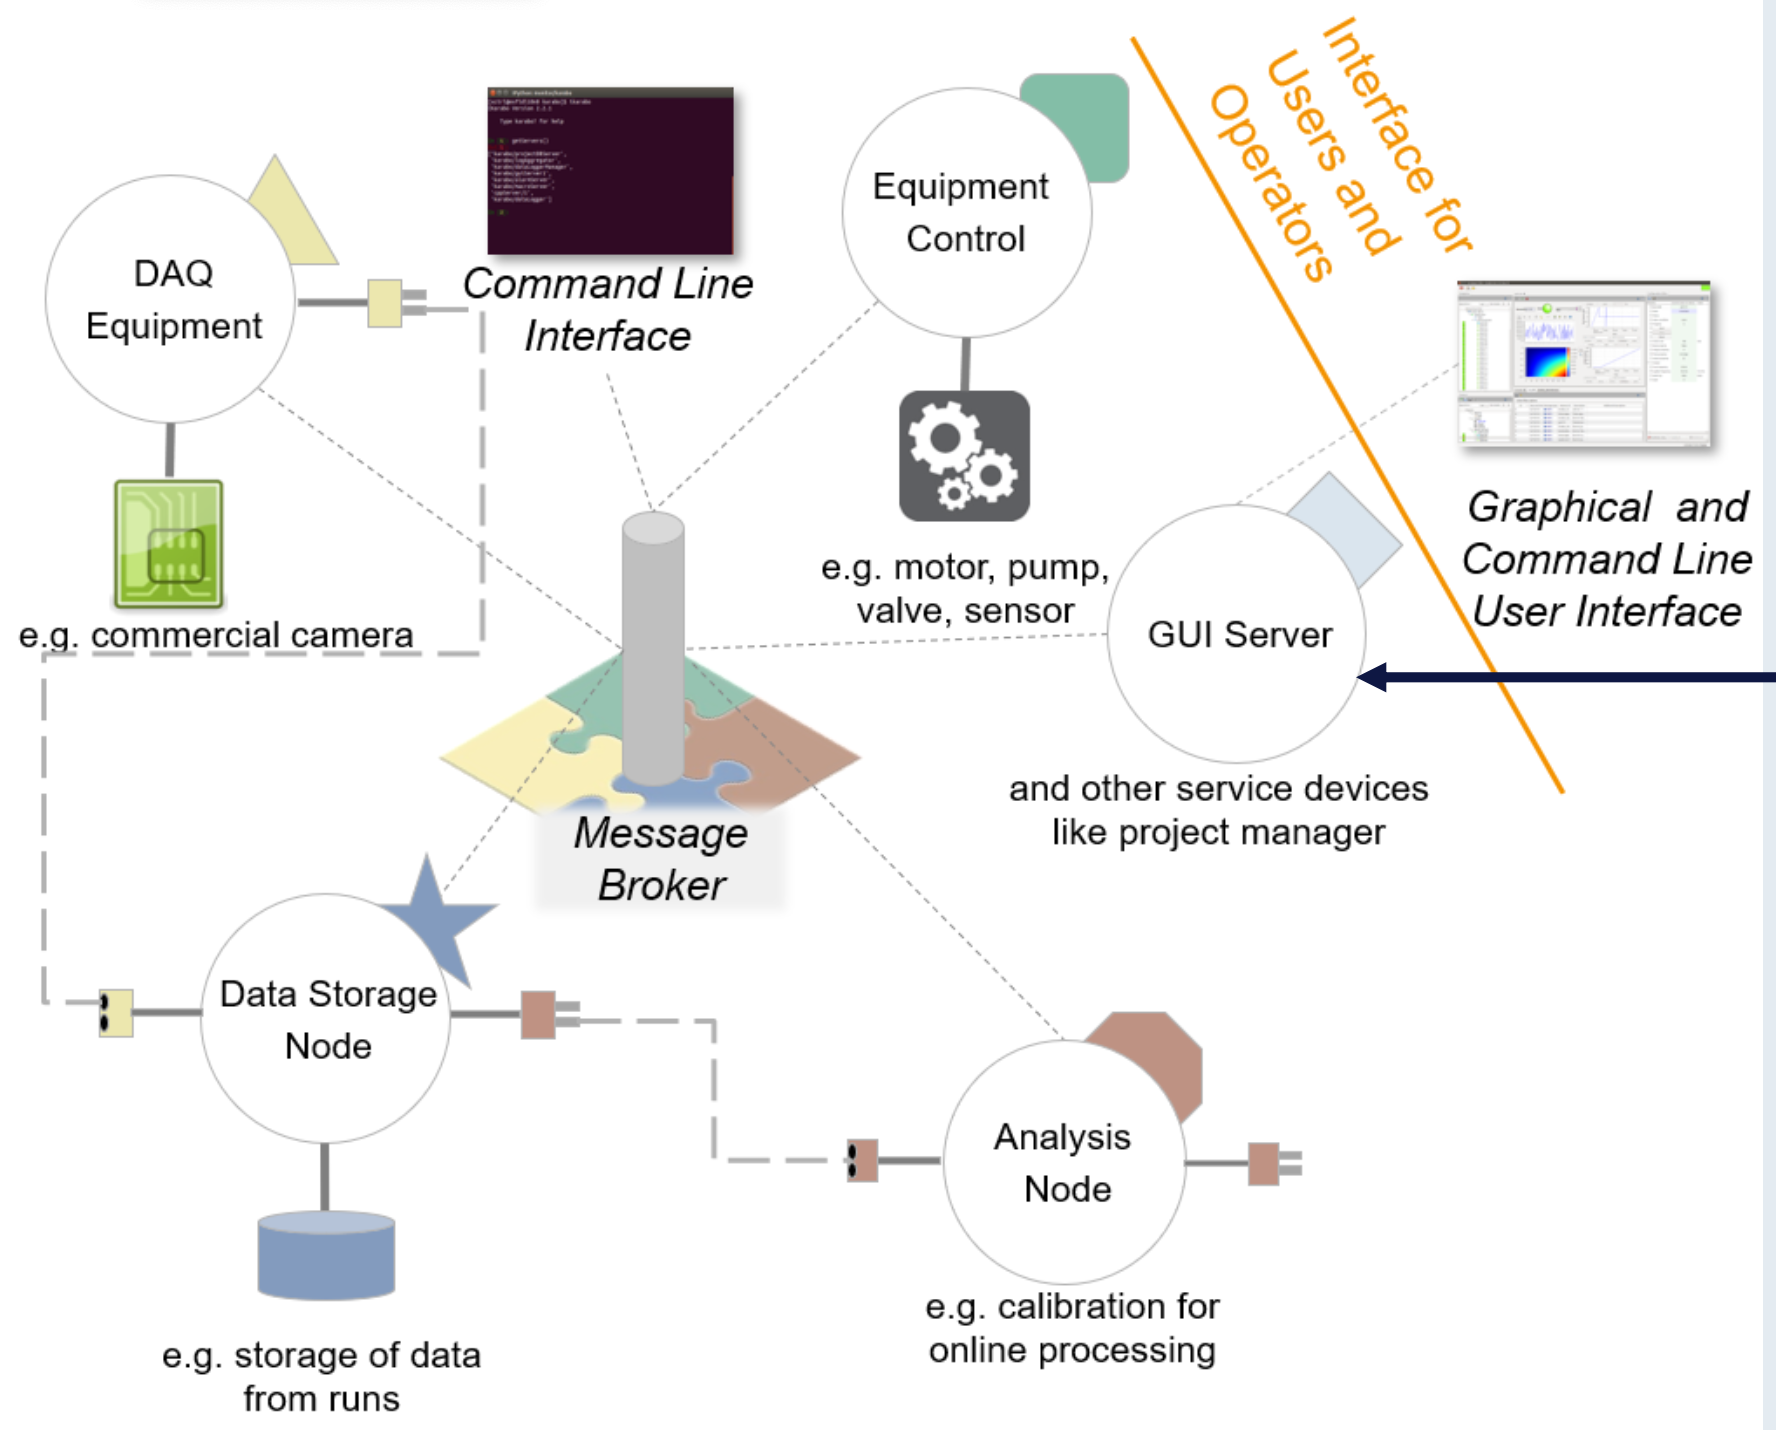 Interface for
Users and
Operators
Command Line
Interface
Equipment
Control
DAQ
Equipment
e.g. commercial camera
e.g. motor, pump,
valve, sensor
Graphical and
Command Line
User Interface
GUI Server
and other service devices
like project manager
Message
Broker
Data Storage
Node
e.g. storage of data
from runs
Analysis
Node
e.g. calibration for
online processing